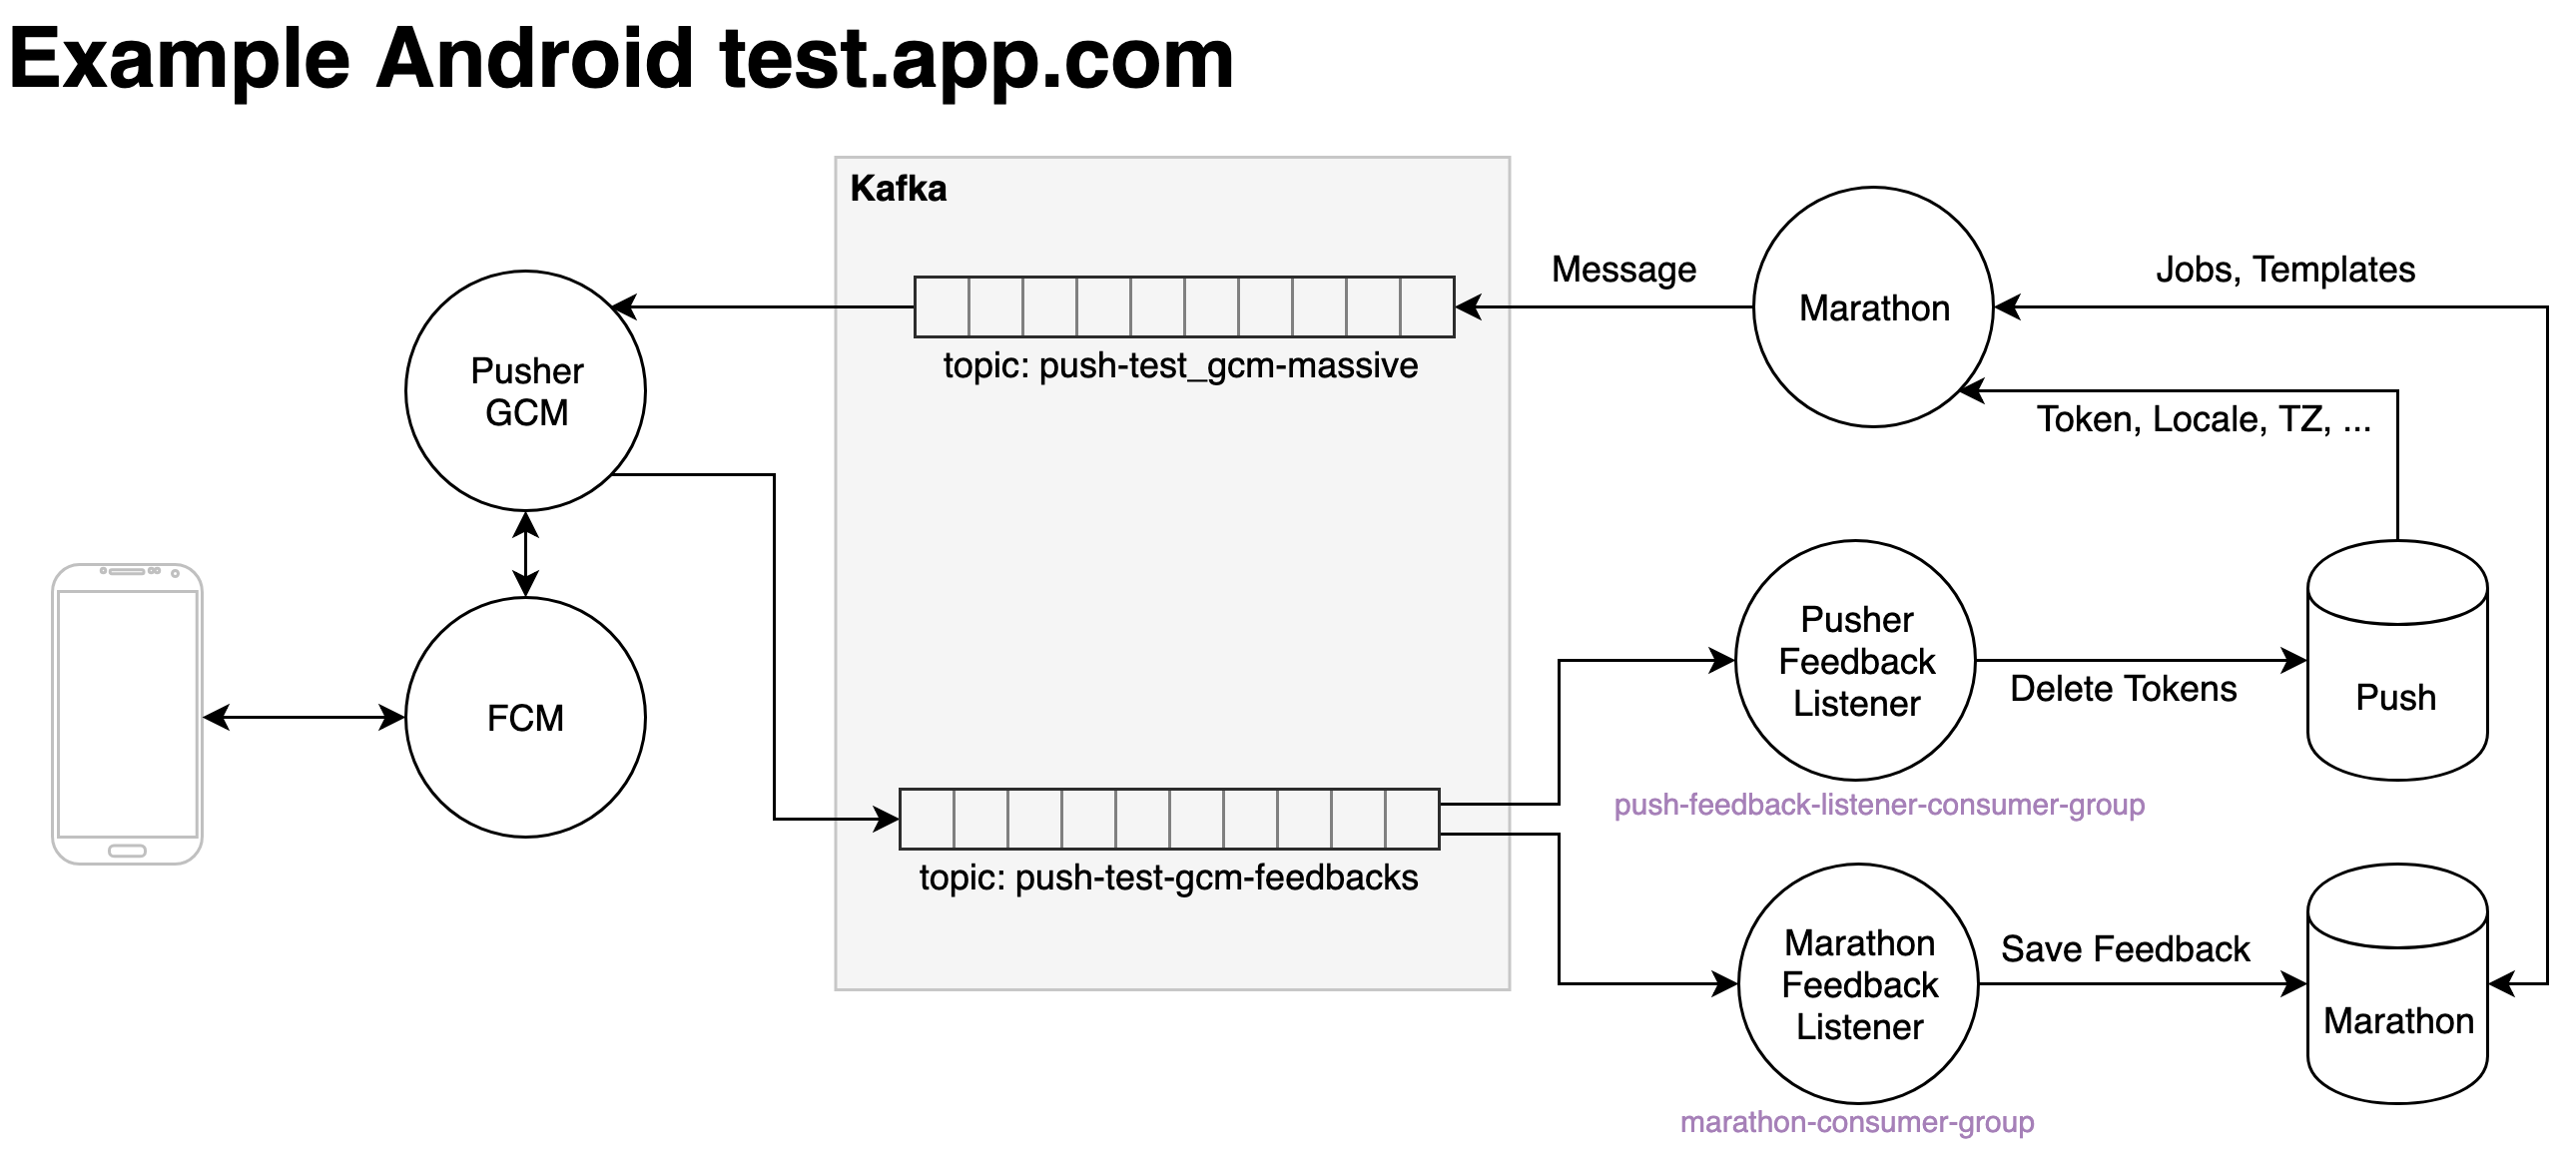 Example Android test.app.com
Kafka
Message
Jobs, Templates
Marathon
topic: push-test_gcm-massive
Pusher
GCM
Token, Locale, TZ, ...
Pusher
Feedback
Listener
Delete Tokens
Push
FCM
push-feedback-listener-consumer-group
topic: push-test-gcm-feedbacks
Marathon
Feedback
Listener
Save Feedback
Marathon
marathon-consumer-group